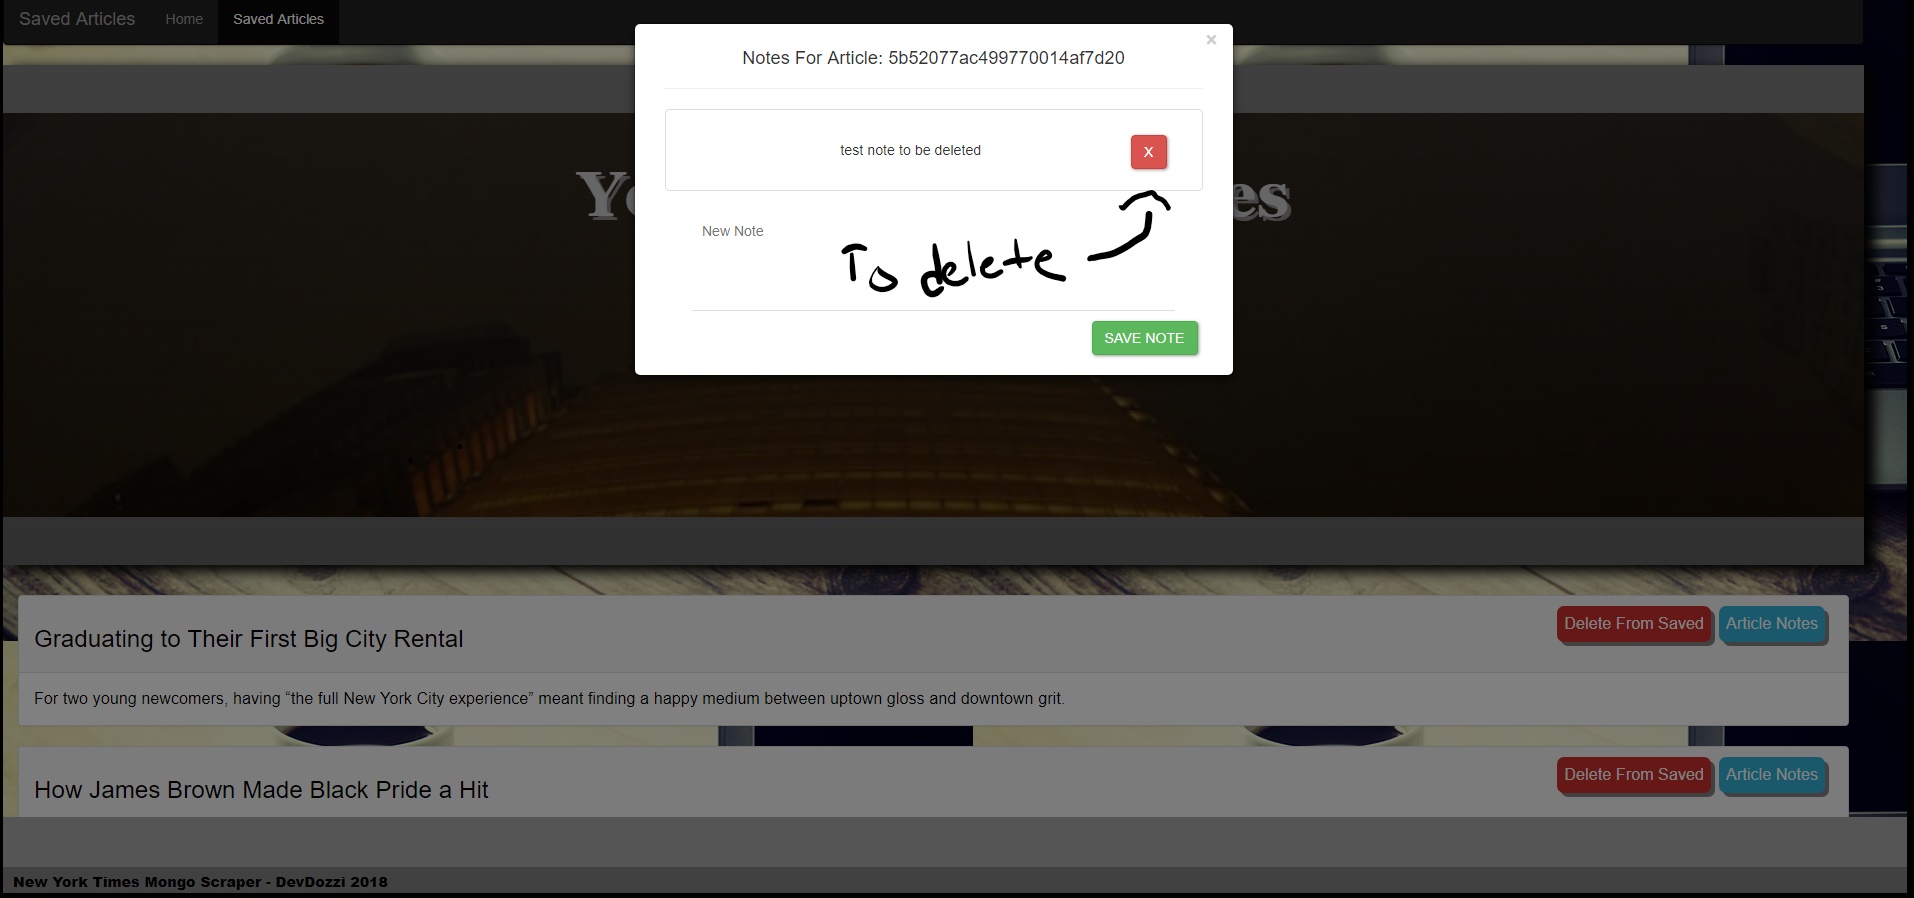 Saved Articles Home Saved Articles
×
Notes For Article: 5b52077ac499770014af7d20
test note to be deleted X
New Note
To delete
SAVE NOTE
Graduating to Their First Big City Rental Delete From Saved Article Notes
For two young newcomers, having “the full New York City experience” meant finding a happy medium between uptown gloss and downtown grit.
How James Brown Made Black Pride a Hit Delete From Saved Article Notes
New York Times Mongo Scraper - DevDozzi 2018